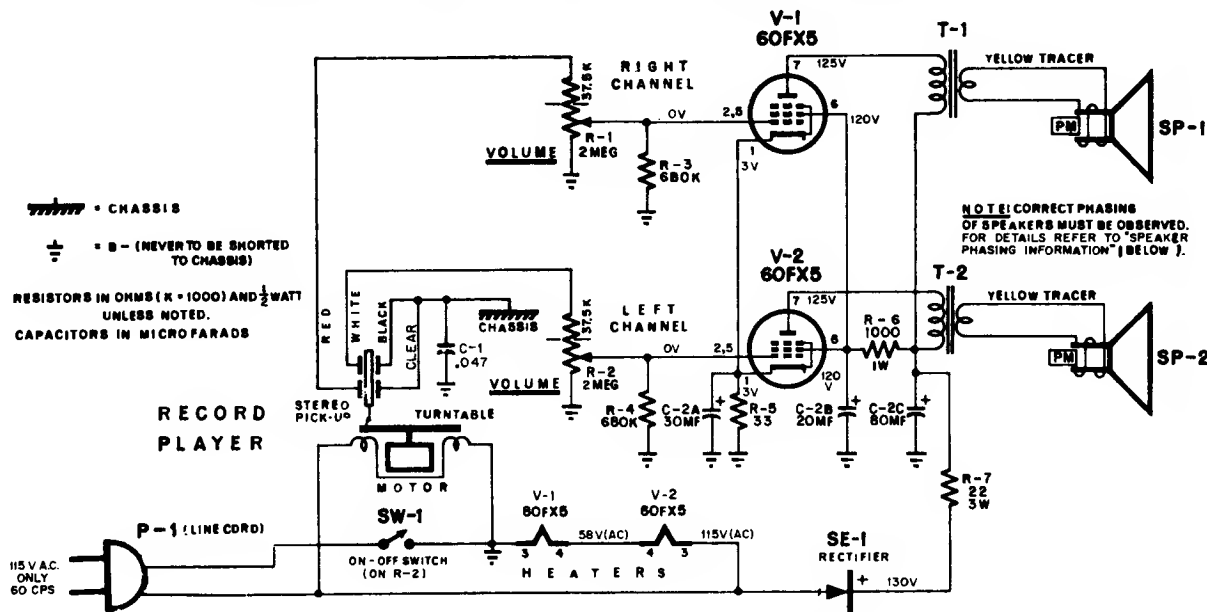 V-1
60FX5
T-1
YELLOW TRACER
SP-1
PM
7
125V
6
120V
2,5
1
3V
0V
RIGHT
CHANNEL
37.5K
R-1
2MEG
VOLUME
R-3
680K
= CHASSIS
= B- (NEVER TO BE SHORTED
TO CHASSIS)
RESISTORS IN OHMS (K = 1000) AND 1/2 WATT
UNLESS NOTED.
CAPACITORS IN MICROFARADS
NOTE: CORRECT PHASING
OF SPEAKERS MUST BE OBSERVED.
FOR DETAILS REFER TO "SPEAKER
PHASING INFORMATION" (BELOW).
V-2
60FX5
T-2
YELLOW TRACER
SP-2
PM
7
125V
6
120
V
2,5
1
3V
0V
R-6
1000
1W
LEFT
CHANNEL
37.5K
R-2
2MEG
VOLUME
RED
WHITE
BLACK
CLEAR
CHASSIS
C-1
.047
R-4
680K
C-2A
30MF
+
R-5
33
C-2B
20MF
+
C-2C
80MF
+
R-7
22
3W
STEREO
PICK-UP
TURNTABLE
RECORD
PLAYER
MOTOR
P-1 (LINE CORD)
115 V A.C.
ONLY
60 CPS
SW-1
ON-OFF SWITCH
(ON R-2)
V-1
60FX5
3 4
58V(AC)
V-2
60FX5
4 3
115V(AC)
HEATERS
SE-1
RECTIFIER
+
130V